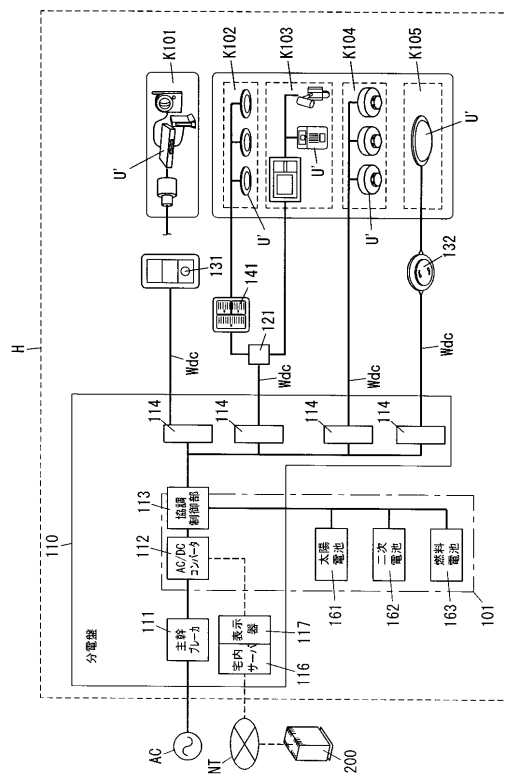 H
110
分電盤
AC
111
主幹
ブレーカ
112
AC/DC
コンバータ
113
協調
制御部
114
114
114
114
NT
200
宅内
サーバ
116
表示
器
117
太陽
電池
161
二次
電池
162
燃料
電池
163
101
Wdc
Wdc
Wdc
Wdc
131
141
121
132
K101
U'
K102
U'
K103
U'
K104
U'
K105
U'